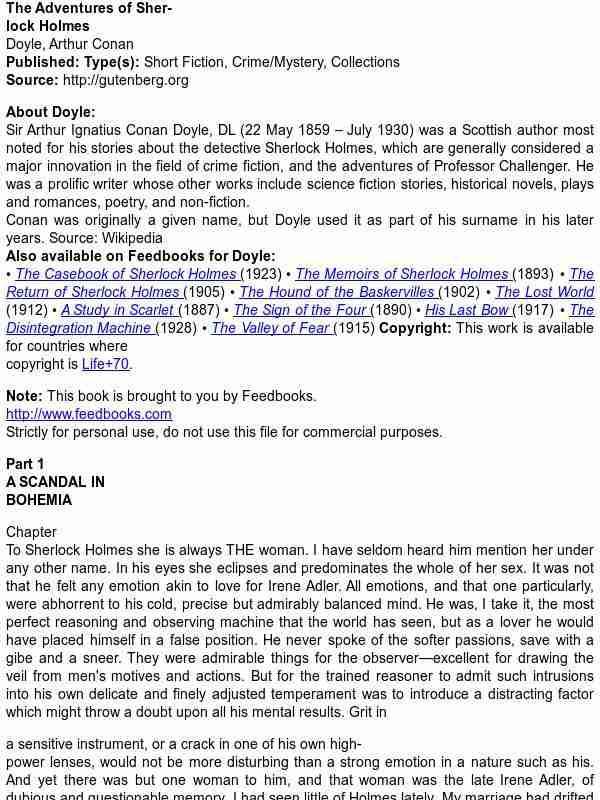 The Adventures of Sher-
lock Holmes
Doyle, Arthur Conan
Published: Type(s): Short Fiction, Crime/Mystery, Collections
Source: http://gutenberg.org
About Doyle:
Sir Arthur Ignatius Conan Doyle, DL (22 May 1859 – July 1930) was a Scottish author most
noted for his stories about the detective Sherlock Holmes, which are generally considered a
major innovation in the field of crime fiction, and the adventures of Professor Challenger. He
was a prolific writer whose other works include science fiction stories, historical novels, plays
and romances, poetry, and non-fiction.
Conan was originally a given name, but Doyle used it as part of his surname in his later
years. Source: Wikipedia
Also available on Feedbooks for Doyle:
• The Casebook of Sherlock Holmes (1923) • The Memoirs of Sherlock Holmes (1893) • The
Return of Sherlock Holmes (1905) • The Hound of the Baskervilles (1902) • The Lost World
(1912) • A Study in Scarlet (1887) • The Sign of the Four (1890) • His Last Bow (1917) • The
Disintegration Machine (1928) • The Valley of Fear (1915) Copyright: This work is available
for countries where
copyright is Life+70.
Note: This book is brought to you by Feedbooks.
http://www.feedbooks.com
Strictly for personal use, do not use this file for commercial purposes.
Part 1
A SCANDAL IN
BOHEMIA
Chapter
To Sherlock Holmes she is always THE woman. I have seldom heard him mention her under
any other name. In his eyes she eclipses and predominates the whole of her sex. It was not
that he felt any emotion akin to love for Irene Adler. All emotions, and that one particularly,
were abhorrent to his cold, precise but admirably balanced mind. He was, I take it, the most
perfect reasoning and observing machine that the world has seen, but as a lover he would
have placed himself in a false position. He never spoke of the softer passions, save with a
gibe and a sneer. They were admirable things for the observer—excellent for drawing the
veil from men's motives and actions. But for the trained reasoner to admit such intrusions
into his own delicate and finely adjusted temperament was to introduce a distracting factor
which might throw a doubt upon all his mental results. Grit in
a sensitive instrument, or a crack in one of his own high-
power lenses, would not be more disturbing than a strong emotion in a nature such as his.
And yet there was but one woman to him, and that woman was the late Irene Adler, of
dubious and questionable memory. I had seen little of Holmes lately. My marriage had drifted